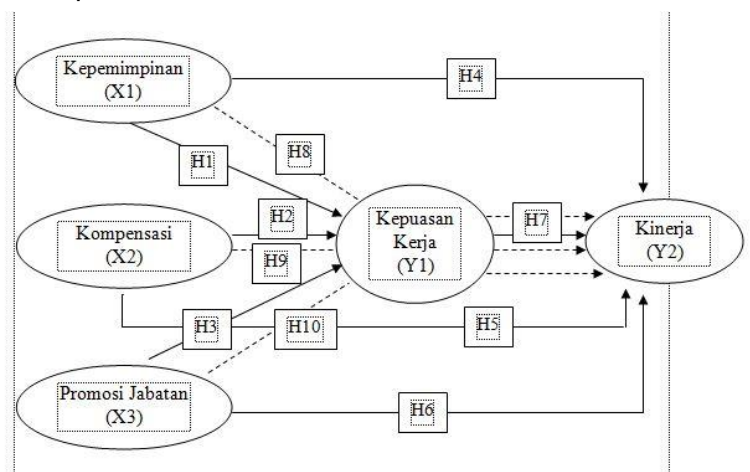 Kepemimpinan
(X1)
H4
H1
H8
Kompensasi
(X2)
H2
H9
Kepuasan
Kerja
(Y1)
H7
Kinerja
(Y2)
H3
H10
H5
Promosi Jabatan
(X3)
H6